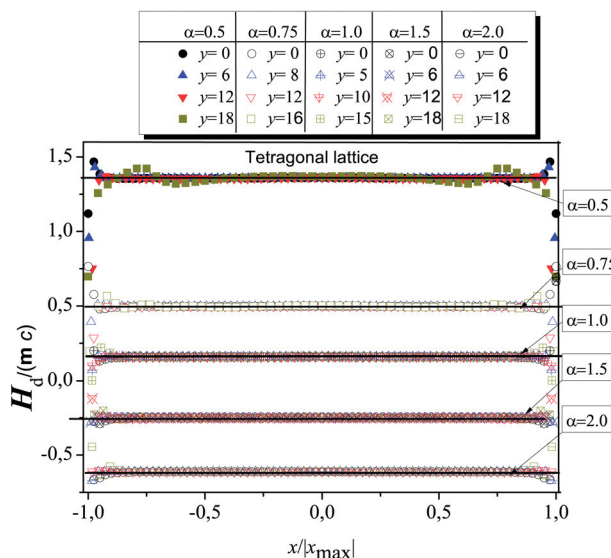 α=0.5 α=0.75 α=1.0 α=1.5 α=2.0
y= 0 y= 0 y= 0 y= 0 y= 0
y= 6 y= 8 y= 5 y= 6 y= 6
y=12 y=12 y=10 y=12 y=12
y=18 y=16 y=15 y=18 y=18
Tetragonal lattice
1,5
1,0
0,5
0,0
-0,5
H_d/(m c)
α=0.5
α=0.75
α=1.0
α=1.5
α=2.0
-1,0 -0,5 0,0 0,5 1,0
x/|x_max|